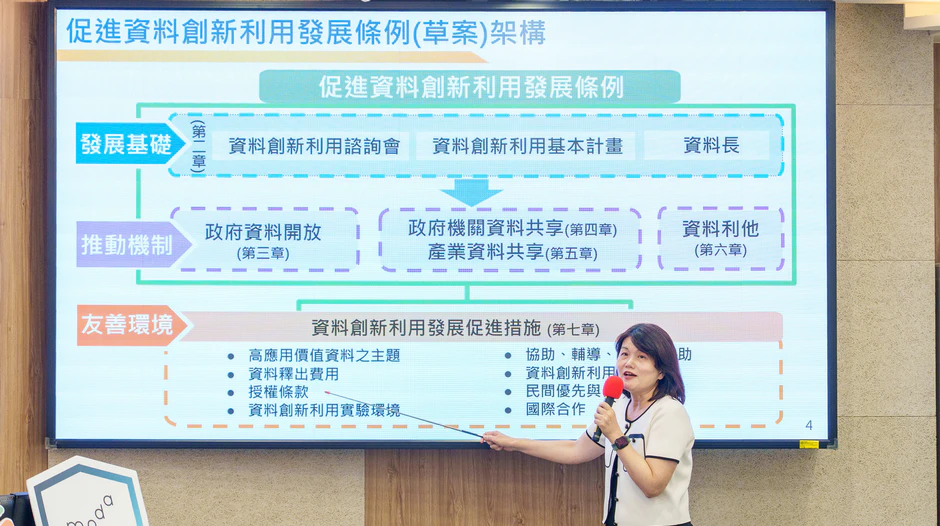 促進資料創新利用發展條例(草案)架構
促進資料創新利用發展條例
發展基礎
(第二章)
資料創新利用諮詢會
資料創新利用基本計畫
資料長
推動機制
政府資料開放
(第三章)
政府機關資料共享(第四章)
產業資料共享(第五章)
資料利他
(第六章)
友善環境
資料創新利用發展促進措施 (第七章)
● 高應用價值資料之主題
● 資料釋出費用
● 授權條款
● 資料創新利用實驗環境
● 協助、輔導、 助
● 資料創新利用
● 民間優先與
● 國際合作
4
moda